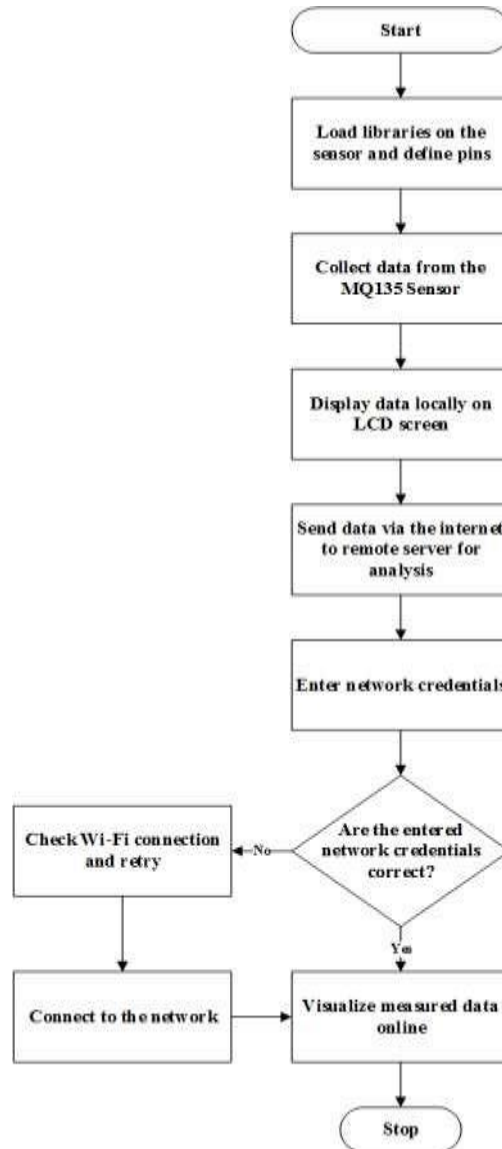 Start
Load libraries on the
sensor and define pins
Collect data from the
MQ135 Sensor
Display data locally on
LCD screen
Send data via the internet
to remote server for
analysis
Enter network credentials
Are the entered
network credentials
correct?
No
Check Wi-Fi connection
and retry
Yes
Connect to the network
Visualize measured data
online
Stop